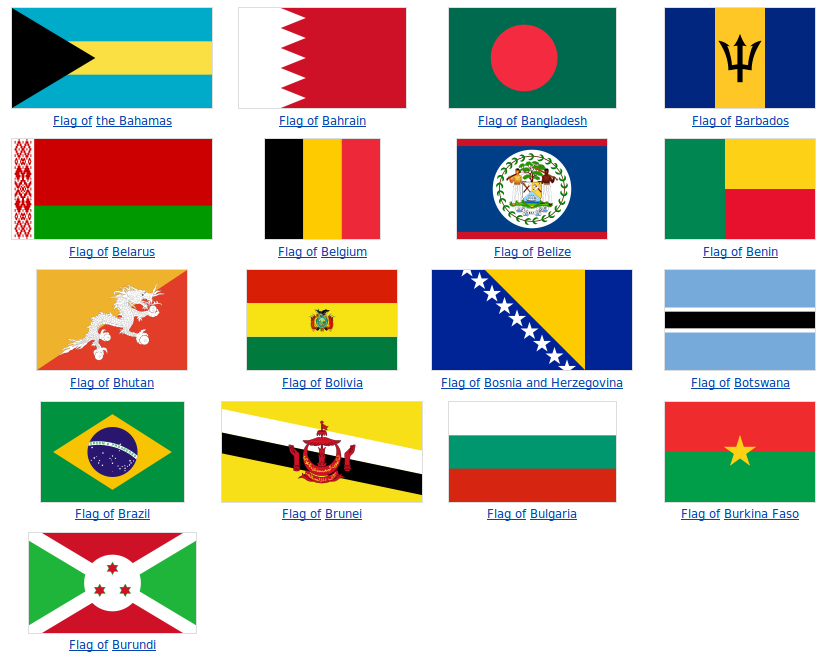 Flag of the Bahamas
Flag of Bahrain
Flag of Bangladesh
Flag of Barbados
Flag of Belarus
Flag of Belgium
Flag of Belize
Flag of Benin
Flag of Bhutan
Flag of Bolivia
Flag of Bosnia and Herzegovina
Flag of Botswana
Flag of Brazil
Flag of Brunei
Flag of Bulgaria
Flag of Burkina Faso
Flag of Burundi